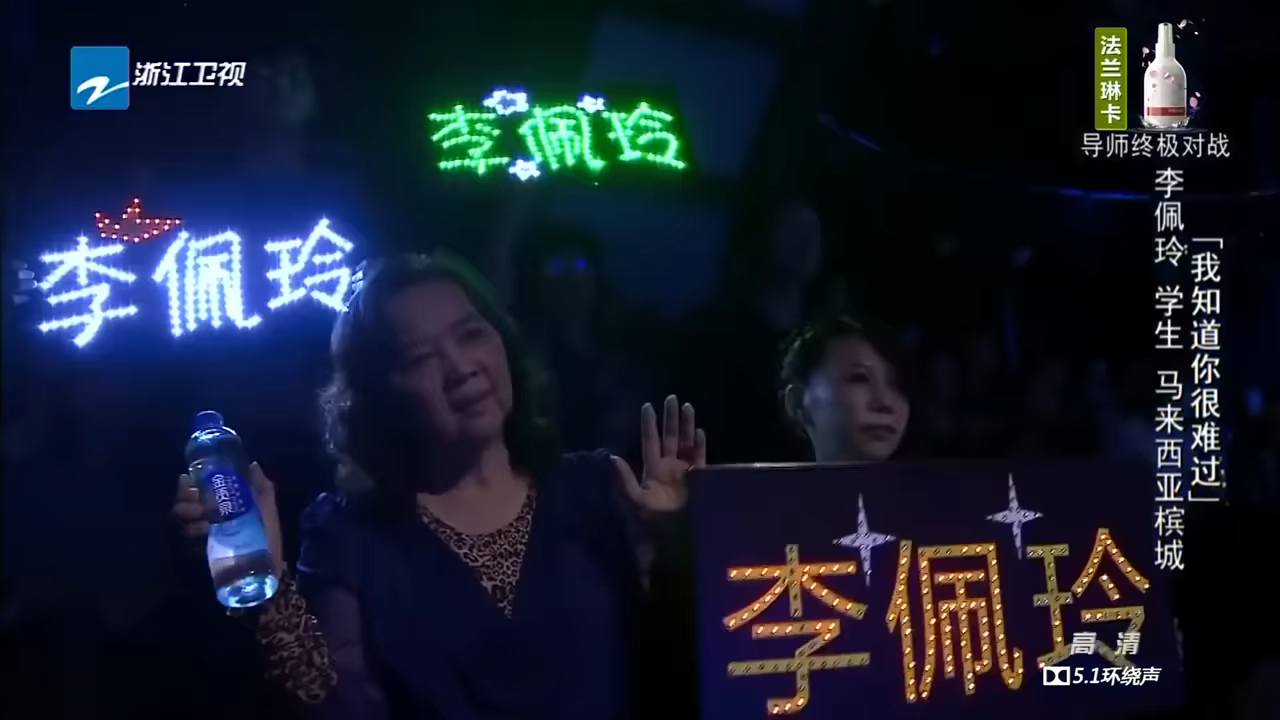 浙江卫视
法兰琳卡
导师终极对战
李佩玲 学生 马来西亚槟城
「我知道你很难过」
李佩玲
李佩玲
金贡泉
李佩玲
高清
5.1环绕声